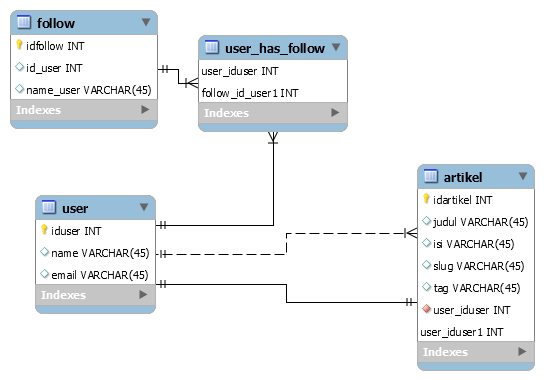 follow
idfollow INT
id_user INT
name_user VARCHAR(45)
Indexes
user_has_follow
user_iduser INT
follow_id_user1 INT
Indexes
user
iduser INT
name VARCHAR(45)
email VARCHAR(45)
Indexes
artikel
idartikel INT
judul VARCHAR(45)
isi VARCHAR(45)
slug VARCHAR(45)
tag VARCHAR(45)
user_iduser INT
user_iduser1 INT
Indexes